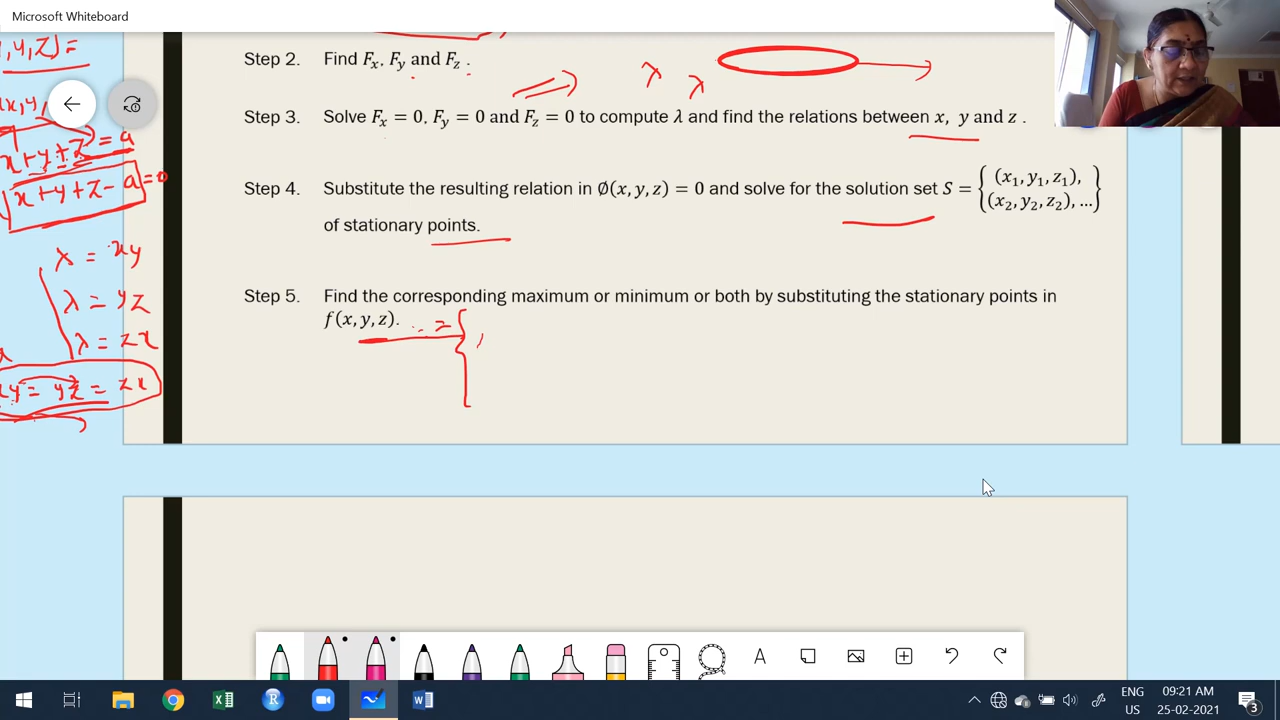 Microsoft Whiteboard
,y,z)=
x,y,
x+y+z=a
x+y+z-a=0
λ = xy
λ = yz
λ = zx
xy = yz = zx
Step 2. Find Fx, Fy and Fz .
λ λ
Step 3. Solve Fx = 0, Fy = 0 and Fz = 0 to compute λ and find the relations between x, y and z .
Step 4. Substitute the resulting relation in ∅(x, y, z) = 0 and solve for the solution set S = { (x1, y1, z1), (x2, y2, z2), ... }
of stationary points.
Step 5. Find the corresponding maximum or minimum or both by substituting the stationary points in
f(x, y, z).
A
ENG
US
09:21 AM
25-02-2021
3